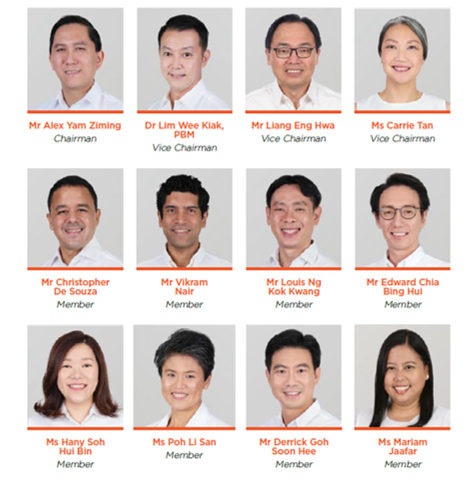 Mr Alex Yam Ziming
Chairman
Dr Lim Wee Kiak,
PBM
Vice Chairman
Mr Liang Eng Hwa
Vice Chairman
Ms Carrie Tan
Vice Chairman
Mr Christopher
De Souza
Member
Mr Vikram
Nair
Member
Mr Louis Ng
Kok Kwang
Member
Mr Edward Chia
Bing Hui
Member
Ms Hany Soh
Hui Bin
Member
Ms Poh Li San
Member
Mr Derrick Goh
Soon Hee
Member
Ms Mariam
Jaafar
Member